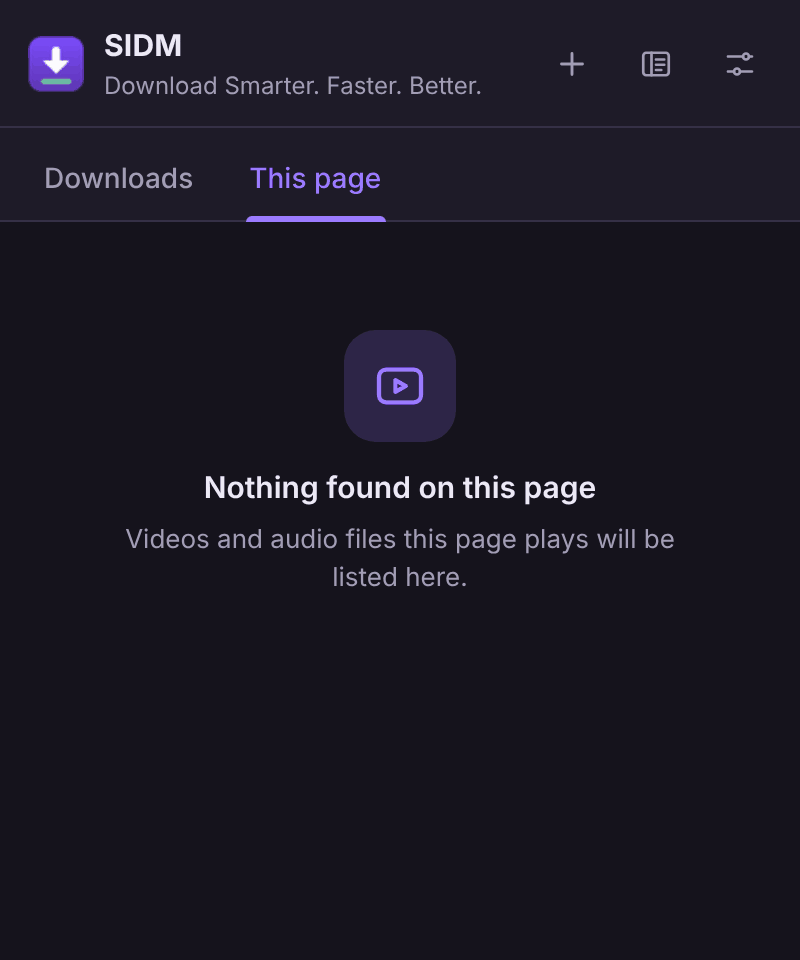 SIDM
Download Smarter. Faster. Better.
Downloads
This page
Nothing found on this page
Videos and audio files this page plays will be
listed here.